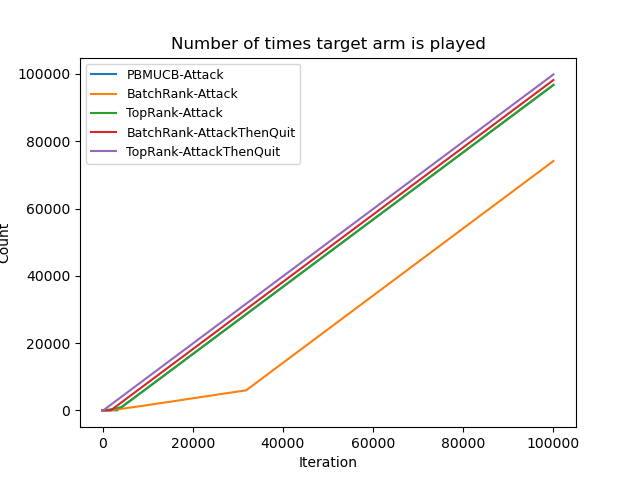 Number of times target arm is played
100000
80000
60000
40000
20000
0
Count
PBMUCB-Attack
BatchRank-Attack
TopRank-Attack
BatchRank-AttackThenQuit
TopRank-AttackThenQuit
0 20000 40000 60000 80000 100000
Iteration